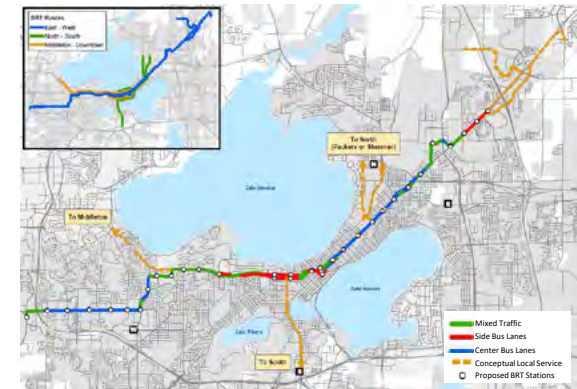 BRT Routes
East - West
North - South
Middleton - Downtown
To North
(Packers or Sherman)
N
Lake Mendota
To Middleton
E
Lake Monona
Lake Wingra
W
To South
S
Mixed Traffic
Side Bus Lanes
Center Bus Lanes
Conceptual Local Service
Proposed BRT Stations